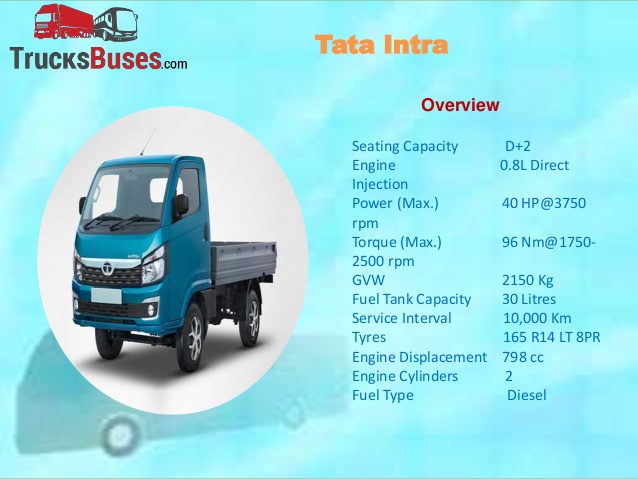 TrucksBuses.com
Tata Intra
Overview
Seating Capacity D+2
Engine 0.8L Direct
Injection
Power (Max.) 40 HP@3750
rpm
Torque (Max.) 96 Nm@1750-
2500 rpm
GVW 2150 Kg
Fuel Tank Capacity 30 Litres
Service Interval 10,000 Km
Tyres 165 R14 LT 8PR
Engine Displacement 798 cc
Engine Cylinders 2
Fuel Type Diesel